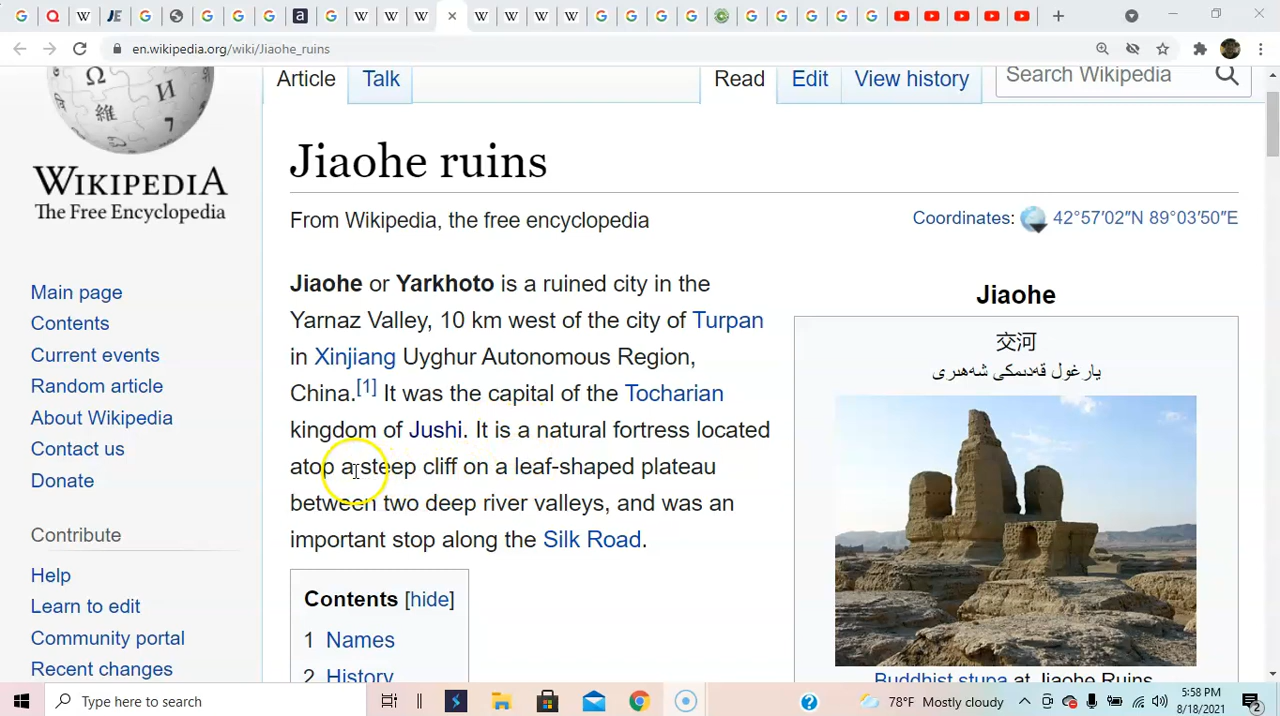 en.wikipedia.org/wiki/Jiaohe_ruins
Article Talk Read Edit View history Search Wikipedia
WIKIPEDIA
The Free Encyclopedia
Main page
Contents
Current events
Random article
About Wikipedia
Contact us
Donate
Contribute
Help
Learn to edit
Community portal
Recent changes
Jiaohe ruins
From Wikipedia, the free encyclopedia
Coordinates: 42°57′02″N 89°03′50″E
Jiaohe or Yarkhoto is a ruined city in the
Yarnaz Valley, 10 km west of the city of Turpan
in Xinjiang Uyghur Autonomous Region,
China.[1] It was the capital of the Tocharian
kingdom of Jushi. It is a natural fortress located
atop a steep cliff on a leaf-shaped plateau
between two deep river valleys, and was an
important stop along the Silk Road.
Contents [hide]
1 Names
2 History
Jiaohe
交河
يارغول قەدىمكى شەھىرى
Buddhist stupa at Jiaohe Ruins
Type here to search
78°F Mostly cloudy
5:58 PM
8/18/2021
2